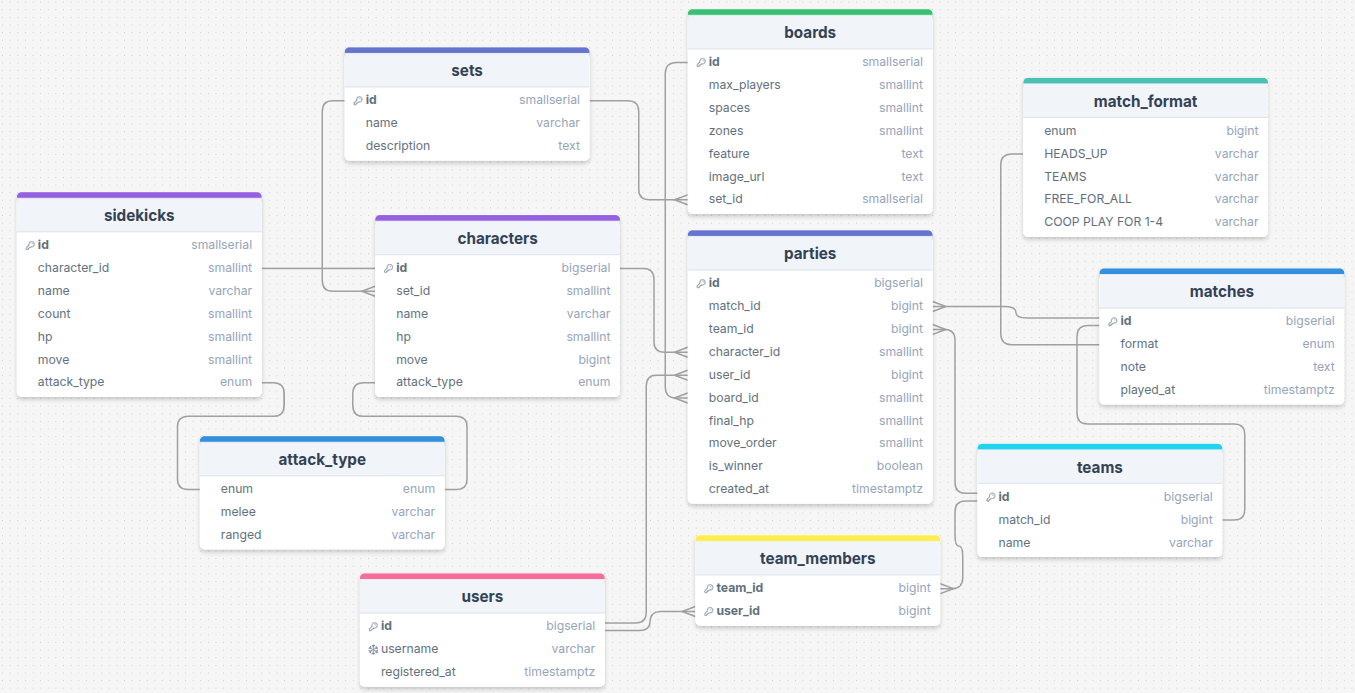 boards
id smallserial
max_players smallint
spaces smallint
zones smallint
feature text
image_url text
set_id smallserial
sets
id smallserial
name varchar
description text
match_format
enum bigint
HEADS_UP varchar
TEAMS varchar
FREE_FOR_ALL varchar
COOP PLAY FOR 1-4 varchar
sidekicks
id smallserial
character_id smallint
name varchar
count smallint
hp smallint
move smallint
attack_type enum
characters
id bigserial
set_id smallint
name varchar
hp smallint
move bigint
attack_type enum
parties
id bigserial
match_id bigint
team_id bigint
character_id smallint
user_id bigint
board_id smallint
final_hp smallint
move_order smallint
is_winner boolean
created_at timestamptz
matches
id bigserial
format enum
note text
played_at timestamptz
attack_type
enum enum
melee varchar
ranged varchar
teams
id bigserial
match_id bigint
name varchar
team_members
team_id bigint
user_id bigint
users
id bigserial
username varchar
registered_at timestamptz